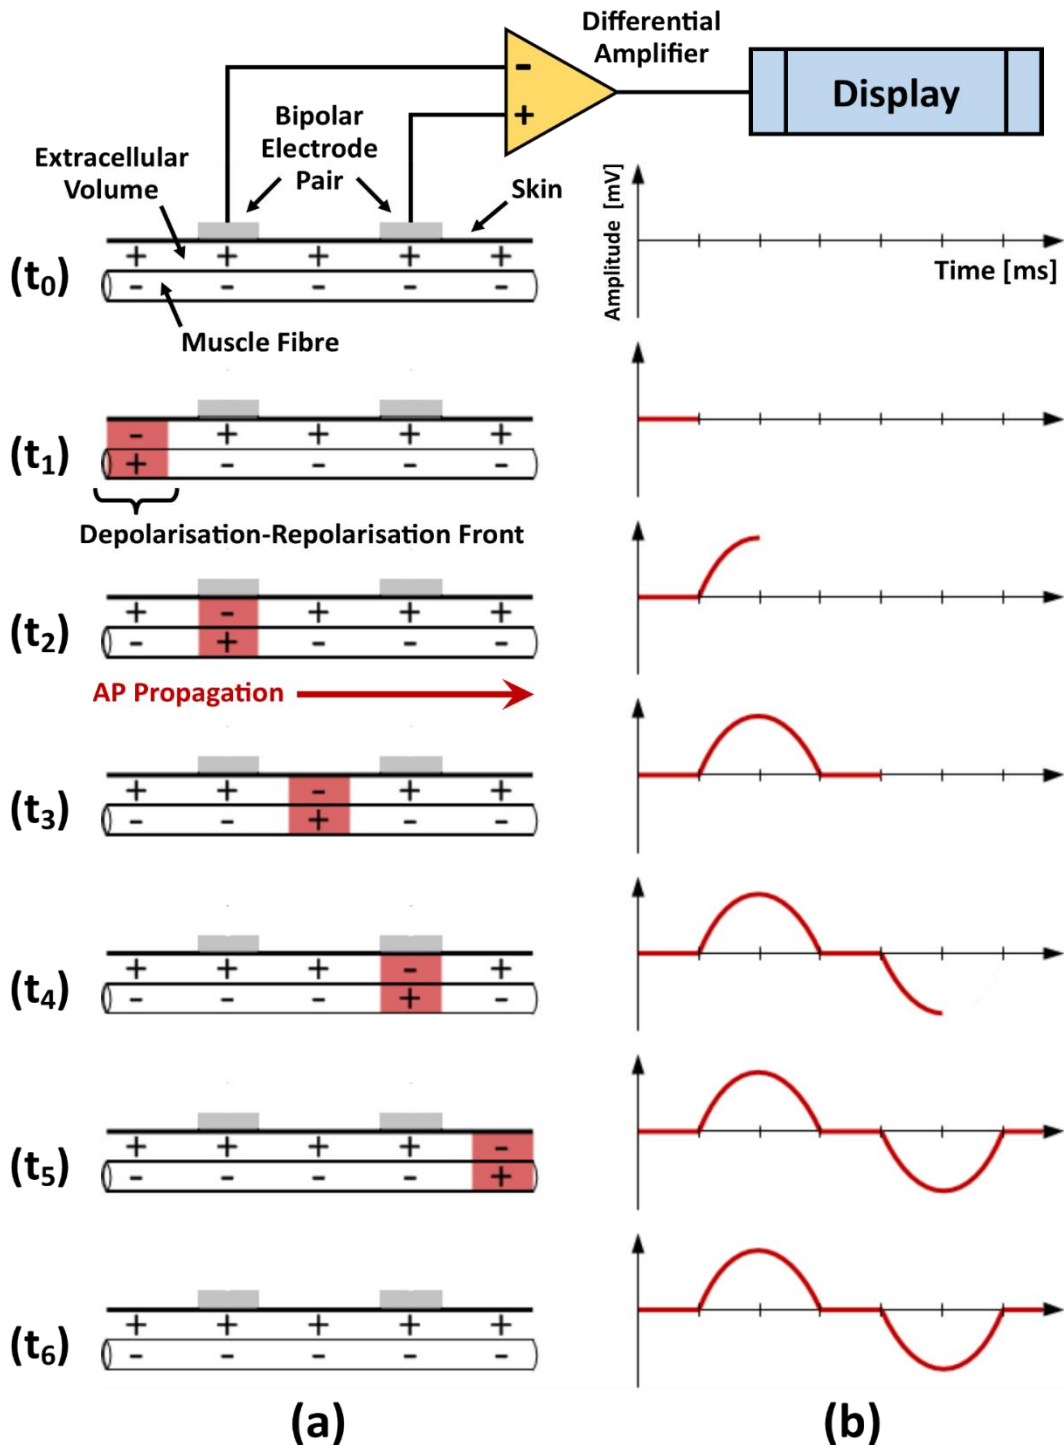 Differential
Amplifier
-
+
Display
Bipolar
Electrode
Pair
Extracellular
Volume
Skin
Amplitude [mV]
Time [ms]
(t₀)
+ + + + +
- - - - -
Muscle Fibre
(t₁)
- + + + +
+ - - - -
Depolarisation-Repolarisation Front
(t₂)
+ - + + +
- + - - -
AP Propagation
(t₃)
+ + - + +
- - + - -
(t₄)
+ + + - +
- - - + -
(t₅)
+ + + + -
- - - - +
(t₆)
+ + + + +
- - - - -
(a)
(b)